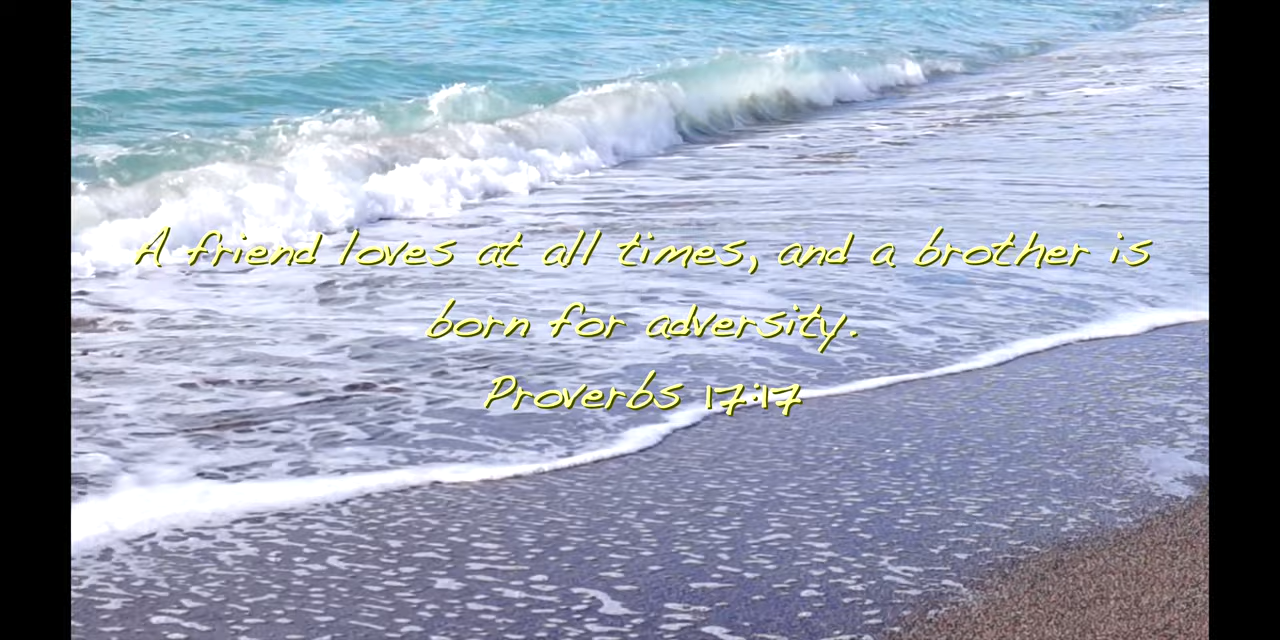 A friend loves at all times, and a brother is
born for adversity.
Proverbs 17:17